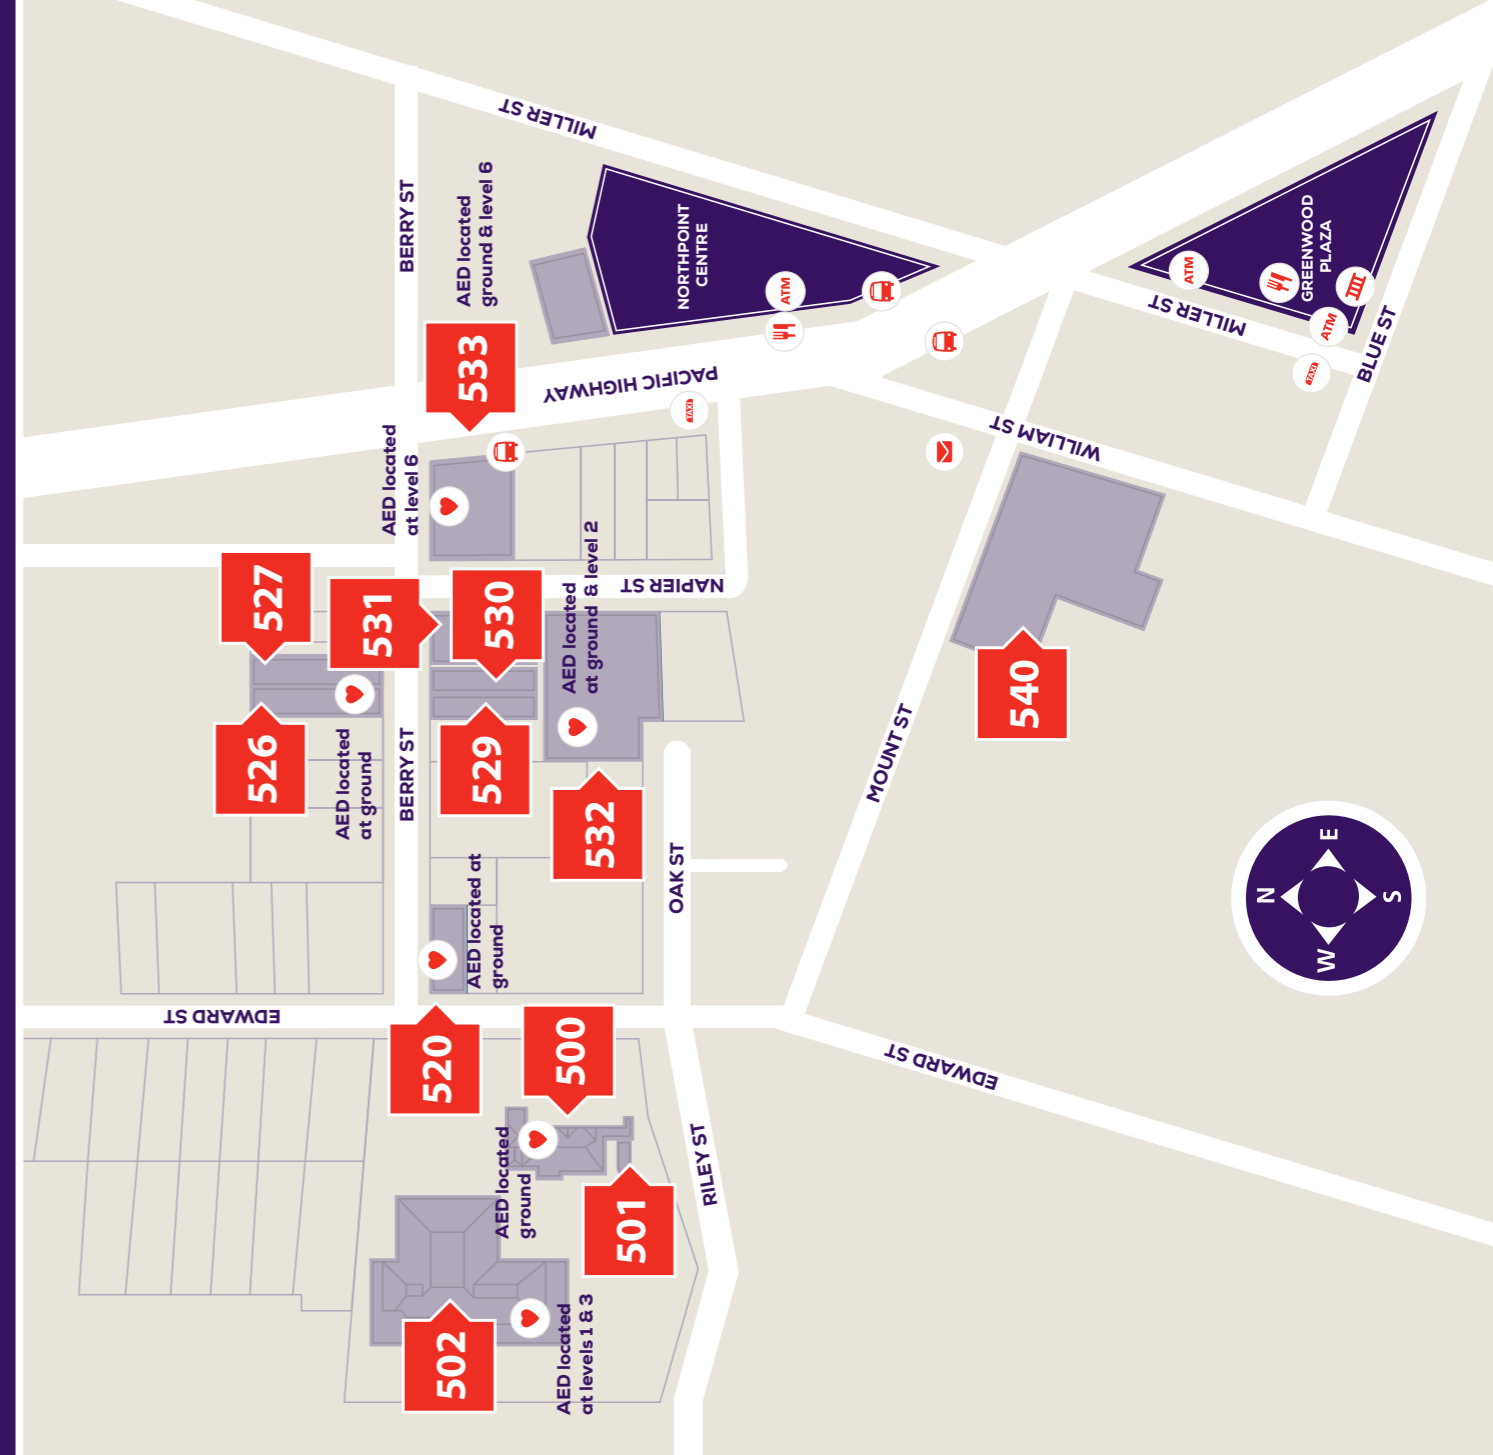 MILLER ST
BERRY ST
AED located
ground & level 6
NORTHPOINT
CENTRE
ATM
533
PACIFIC HIGHWAY
TAXI
AED located
at level 6
ATM
GREENWOOD
PLAZA
ATM
MILLER ST
TAXI
BLUE ST
WILLIAM ST
527
531
530
NAPIER ST
AED located
at ground & level 2
526
AED located
at ground
BERRY ST
529
532
540
MOUNT ST
OAK ST
AED located at
ground
N
E
S
W
EDWARD ST
520
500
EDWARD ST
AED located
ground
501
RILEY ST
502
AED located
at levels 1 & 3